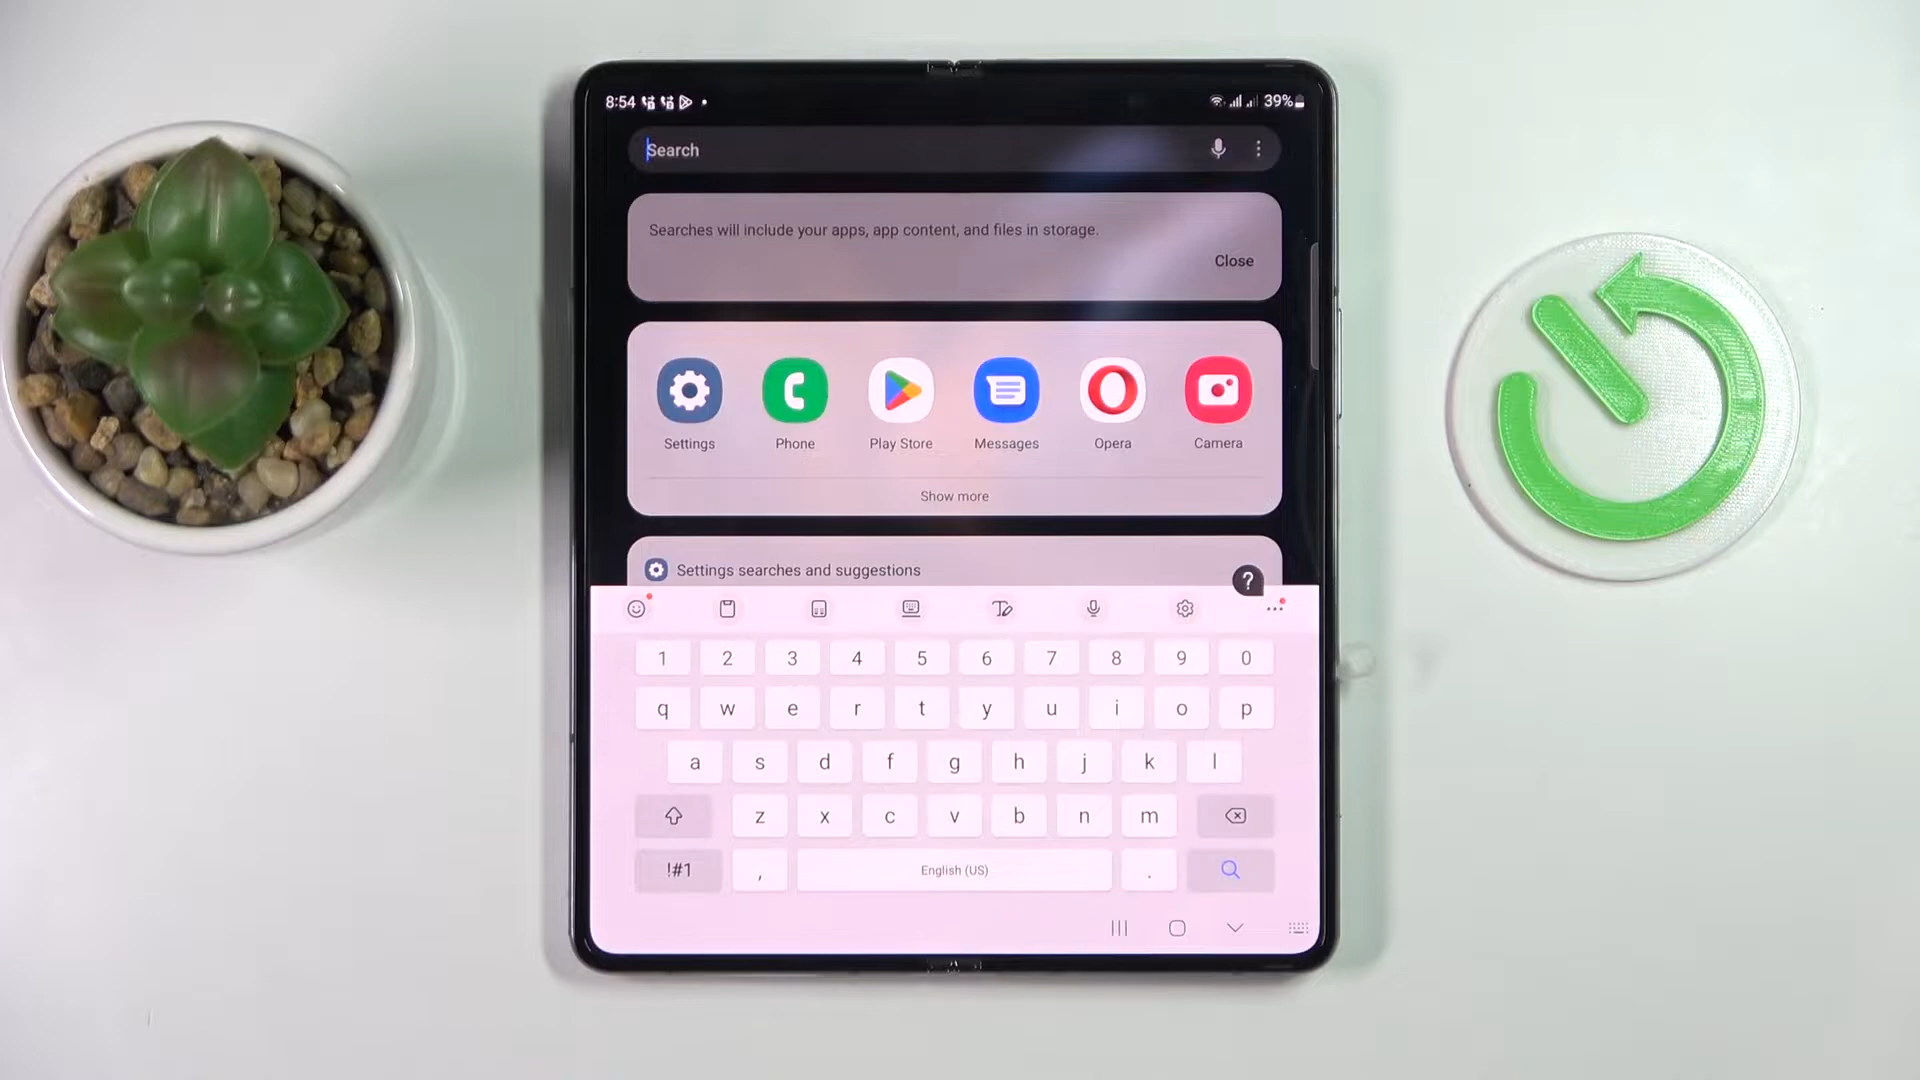 8:54 39%
Search
Searches will include your apps, app content, and files in storage.
Close
Settings Phone Play Store Messages Opera Camera
Show more
Settings searches and suggestions ?
1 2 3 4 5 6 7 8 9 0
q w e r t y u i o p
a s d f g h j k l
z x c v b n m
!#1 , English (US) .